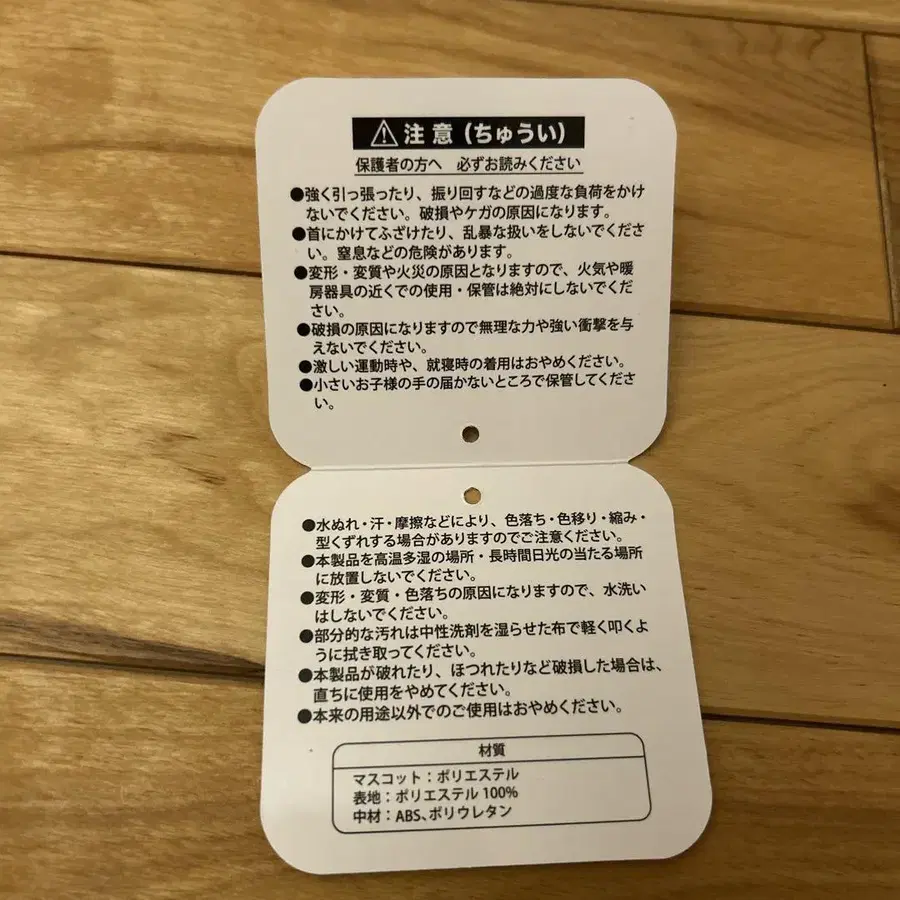 ⚠注意(ちゅうい)
保護者の方へ 必ずお読みください
●強く引っ張ったり、振り回すなどの過度な負荷をかけ
ないでください。破損やケガの原因になります。
●首にかけてふざけたり、乱暴な扱いをしないでくださ
い。窒息などの危険があります。
●変形・変質や火災の原因となりますので、火気や暖
房器具の近くでの使用・保管は絶対にしないでくだ
さい。
●破損の原因になりますので無理な力や強い衝撃を与
えないでください。
●激しい運動時や、就寝時の着用はおやめください。
●小さいお子様の手の届かないところで保管してくださ
い。
●水ぬれ・汗・摩擦などにより、色落ち・色移り・縮み・
型くずれする場合がありますのでご注意ください。
●本製品を高温多湿の場所・長時間日光の当たる場所
に放置しないでください。
●変形・変質・色落ちの原因になりますので、水洗い
はしないでください。
●部分的な汚れは中性洗剤を湿らせた布で軽く叩くよ
うに拭き取ってください。
●本製品が破れたり、ほつれたりなど破損した場合は、
直ちに使用をやめてください。
●本来の用途以外でのご使用はおやめください。
材質
マスコット:ポリエステル
表地:ポリエステル100%
中材:ABS、ポリウレタン